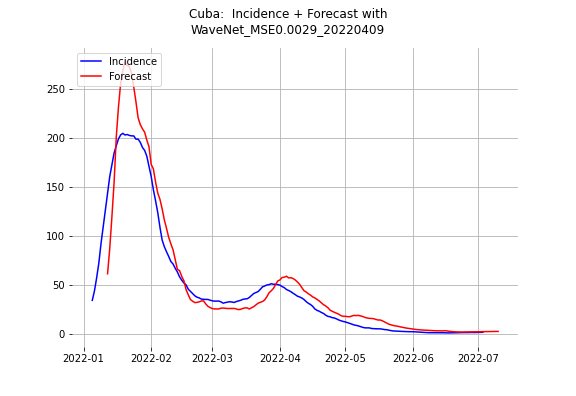 Cuba:  Incidence + Forecast with
WaveNet_MSE0.0029_20220409
Incidence
Forecast
250
200
150
100
50
0
2022-01 2022-02 2022-03 2022-04 2022-05 2022-06 2022-07